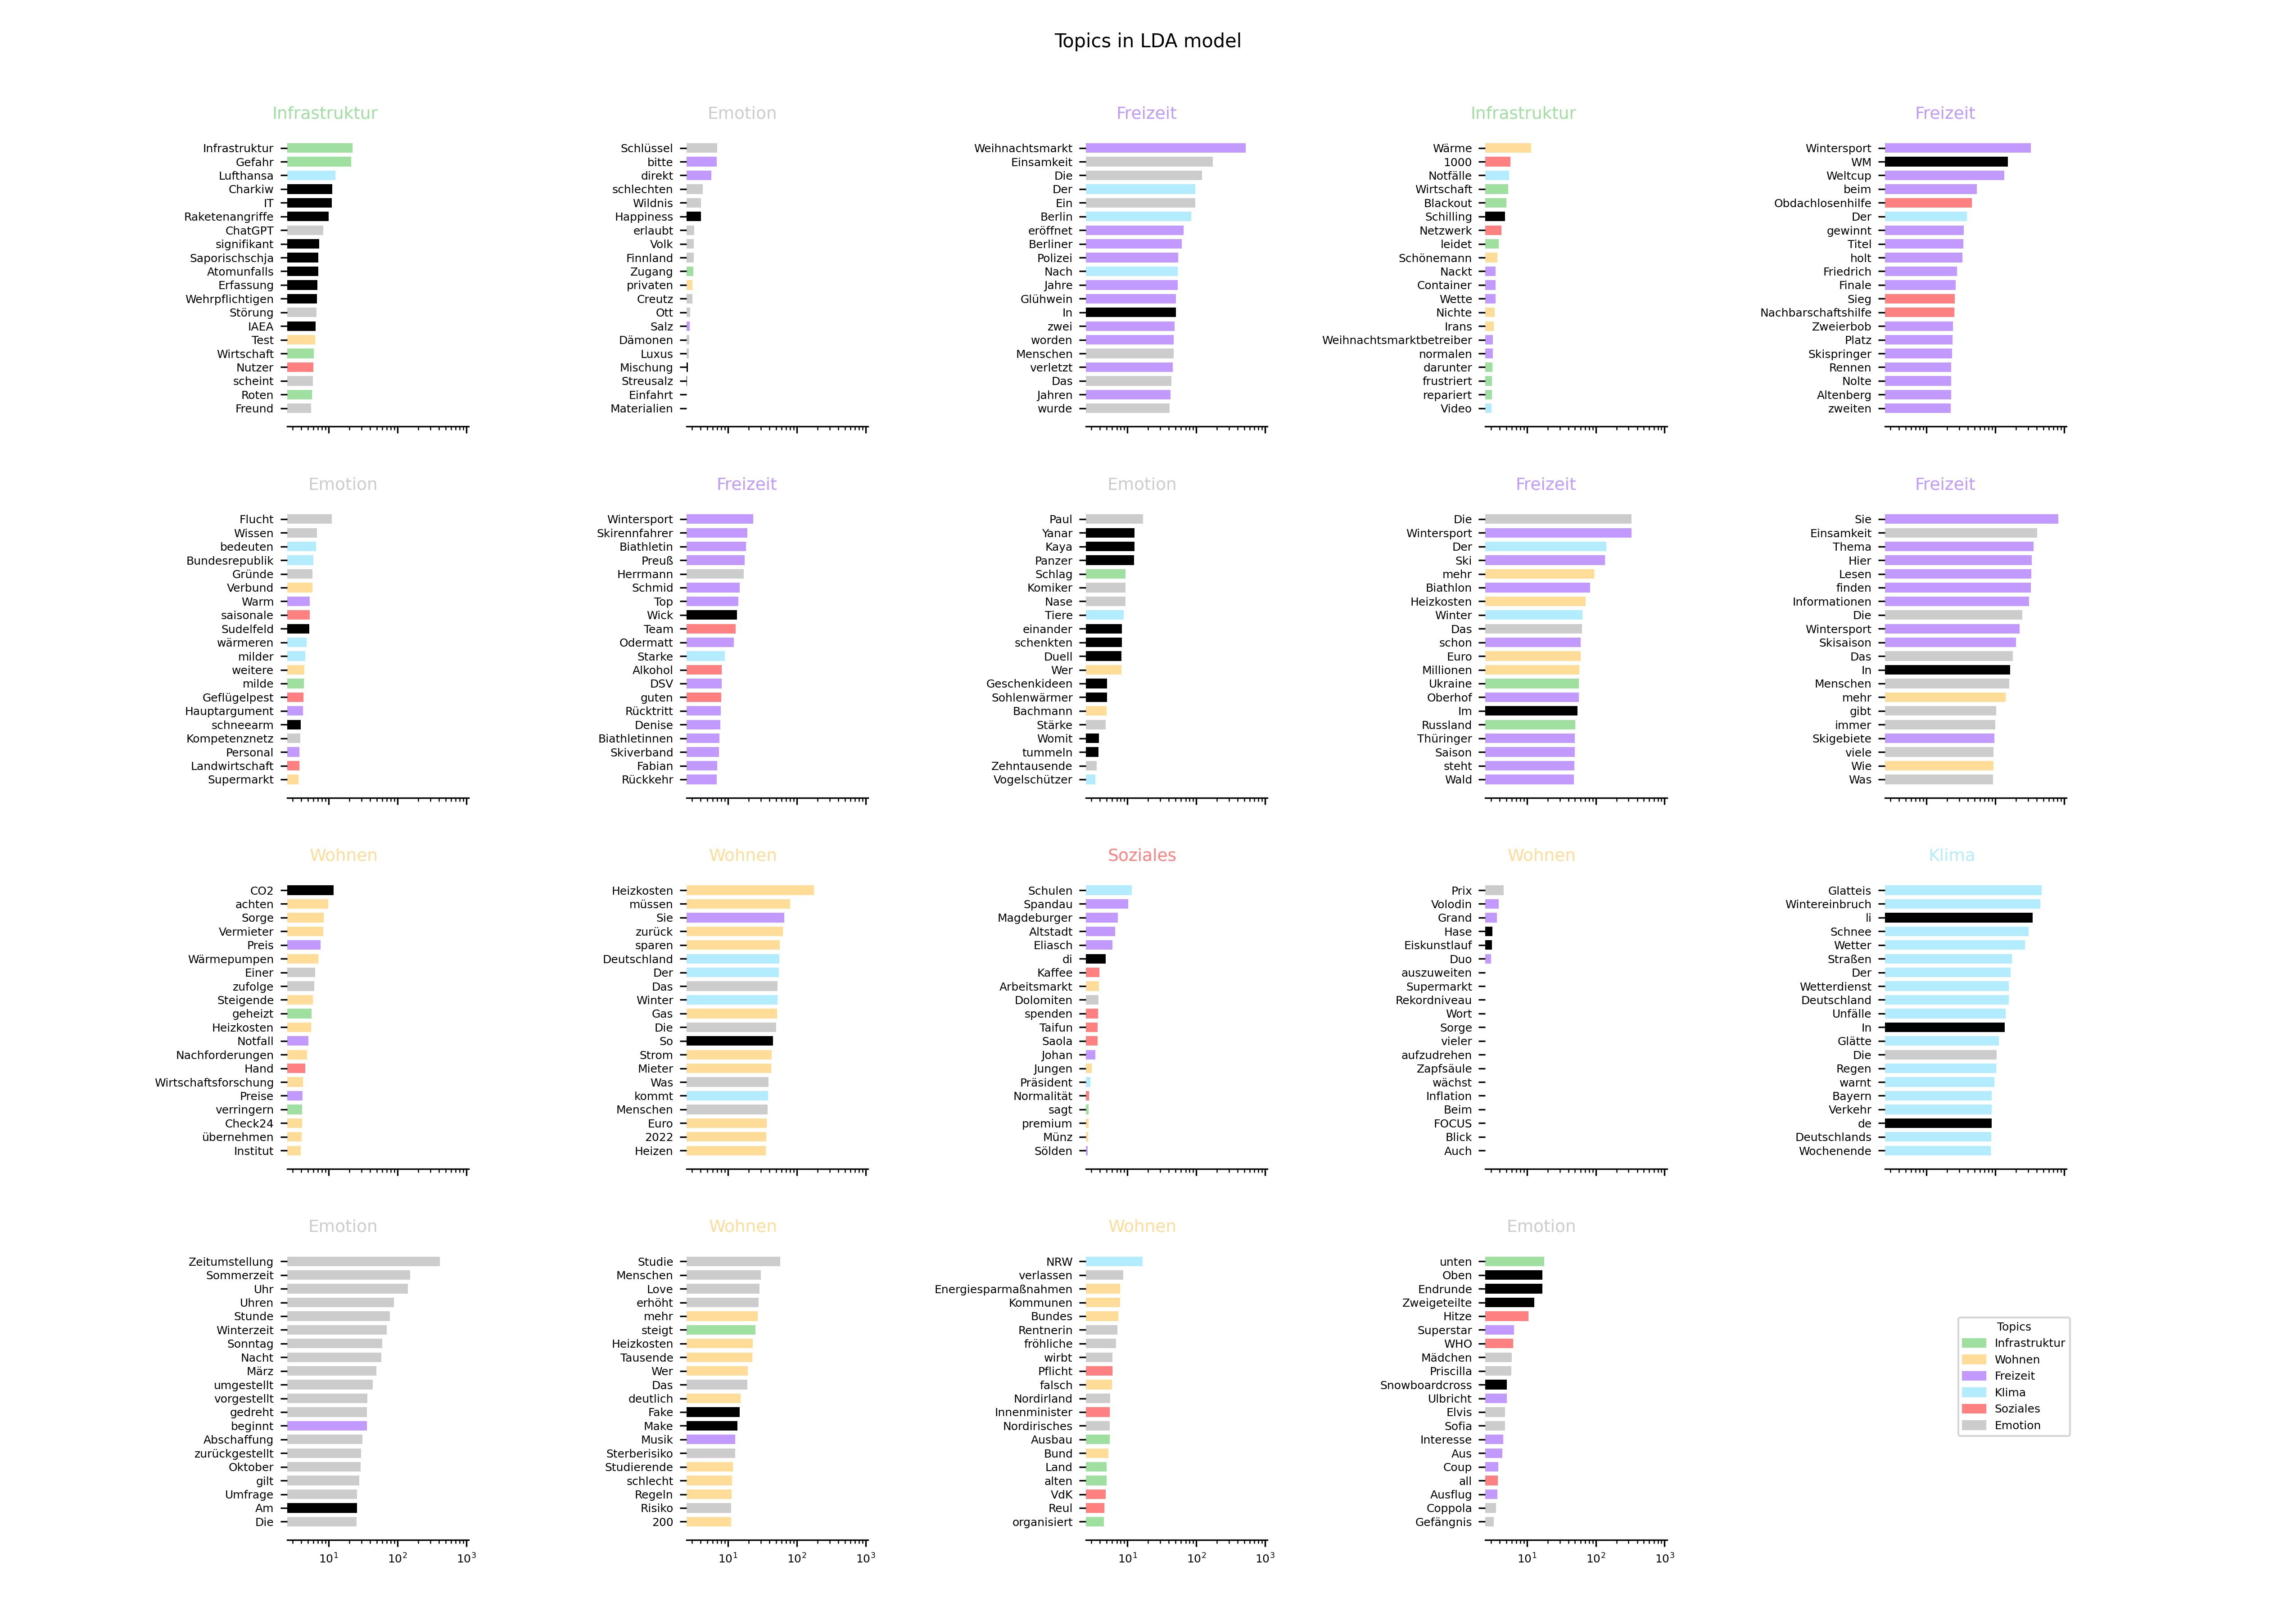 Topics in LDA model
Infrastruktur
Infrastruktur
Gefahr
Lufthansa
Charkiw
IT
Raketenangriffe
ChatGPT
signifikant
Saporischschja
Atomunfalls
Erfassung
Wehrpflichtigen
Störung
IAEA
Test
Wirtschaft
Nutzer
scheint
Roten
Freund
Emotion
Schlüssel
bitte
direkt
schlechten
Wildnis
Happiness
erlaubt
Volk
Finnland
Zugang
privaten
Creutz
Ott
Salz
Dämonen
Luxus
Mischung
Streusalz
Einfahrt
Materialien
Freizeit
Weihnachtsmarkt
Einsamkeit
Die
Der
Ein
Berlin
eröffnet
Berliner
Polizei
Nach
Jahre
Glühwein
In
zwei
worden
Menschen
verletzt
Das
Jahren
wurde
Infrastruktur
Wärme
1000
Notfälle
Wirtschaft
Blackout
Schilling
Netzwerk
leidet
Schönemann
Nackt
Container
Wette
Nichte
Irans
Weihnachtsmarktbetreiber
normalen
darunter
frustriert
repariert
Video
Freizeit
Wintersport
WM
Weltcup
beim
Obdachlosenhilfe
Der
gewinnt
Titel
holt
Friedrich
Finale
Sieg
Nachbarschaftshilfe
Zweierbob
Platz
Skispringer
Rennen
Nolte
Altenberg
zweiten
Emotion
Flucht
Wissen
bedeuten
Bundesrepublik
Gründe
Verbund
Warm
saisonale
Sudelfeld
wärmeren
milder
weitere
milde
Geflügelpest
Hauptargument
schneearm
Kompetenznetz
Personal
Landwirtschaft
Supermarkt
Freizeit
Wintersport
Skirennfahrer
Biathletin
Preuß
Herrmann
Schmid
Top
Wick
Team
Odermatt
Starke
Alkohol
DSV
guten
Rücktritt
Denise
Biathletinnen
Skiverband
Fabian
Rückkehr
Emotion
Paul
Yanar
Kaya
Panzer
Schlag
Komiker
Nase
Tiere
einander
schenkten
Duell
Wer
Geschenkideen
Sohlenwärmer
Bachmann
Stärke
Womit
tummeln
Zehntausende
Vogelschützer
Freizeit
Die
Wintersport
Der
Ski
mehr
Biathlon
Heizkosten
Winter
Das
schon
Euro
Millionen
Ukraine
Oberhof
Im
Russland
Thüringer
Saison
steht
Wald
Freizeit
Sie
Einsamkeit
Thema
Hier
Lesen
finden
Informationen
Die
Wintersport
Skisaison
Das
In
Menschen
mehr
gibt
immer
Skigebiete
viele
Wie
Was
Wohnen
CO2
achten
Sorge
Vermieter
Preis
Wärmepumpen
Einer
zufolge
Steigende
geheizt
Heizkosten
Notfall
Nachforderungen
Hand
Wirtschaftsforschung
Preise
verringern
Check24
übernehmen
Institut
Wohnen
Heizkosten
müssen
Sie
zurück
sparen
Deutschland
Der
Das
Winter
Gas
Die
So
Strom
Mieter
Was
kommt
Menschen
Euro
2022
Heizen
Soziales
Schulen
Spandau
Magdeburger
Altstadt
Eliasch
di
Kaffee
Arbeitsmarkt
Dolomiten
spenden
Taifun
Saola
Johan
Jungen
Präsident
Normalität
sagt
premium
Münz
Sölden
Wohnen
Prix
Volodin
Grand
Hase
Eiskunstlauf
Duo
auszuweiten
Supermarkt
Rekordniveau
Wort
Sorge
vieler
aufzudrehen
Zapfsäule
wächst
Inflation
Beim
FOCUS
Blick
Auch
Klima
Glatteis
Wintereinbruch
li
Schnee
Wetter
Straßen
Der
Wetterdienst
Deutschland
Unfälle
In
Glätte
Die
Regen
warnt
Bayern
Verkehr
de
Deutschlands
Wochenende
Emotion
Zeitumstellung
Sommerzeit
Uhr
Uhren
Stunde
Winterzeit
Sonntag
Nacht
März
umgestellt
vorgestellt
gedreht
beginnt
Abschaffung
zurückgestellt
Oktober
gilt
Umfrage
Am
Die
10¹ 10² 10³
Wohnen
Studie
Menschen
Love
erhöht
mehr
steigt
Heizkosten
Tausende
Wer
Das
deutlich
Fake
Make
Musik
Sterberisiko
Studierende
schlecht
Regeln
Risiko
200
10¹ 10² 10³
Wohnen
NRW
verlassen
Energiesparmaßnahmen
Kommunen
Bundes
Rentnerin
fröhliche
wirbt
Pflicht
falsch
Nordirland
Innenminister
Nordirisches
Ausbau
Bund
Land
alten
VdK
Reul
organisiert
10¹ 10² 10³
Emotion
unten
Oben
Endrunde
Zweigeteilte
Hitze
Superstar
WHO
Mädchen
Priscilla
Snowboardcross
Ulbricht
Elvis
Sofia
Interesse
Aus
Coup
all
Ausflug
Coppola
Gefängnis
10¹ 10² 10³
Topics
Infrastruktur
Wohnen
Freizeit
Klima
Soziales
Emotion